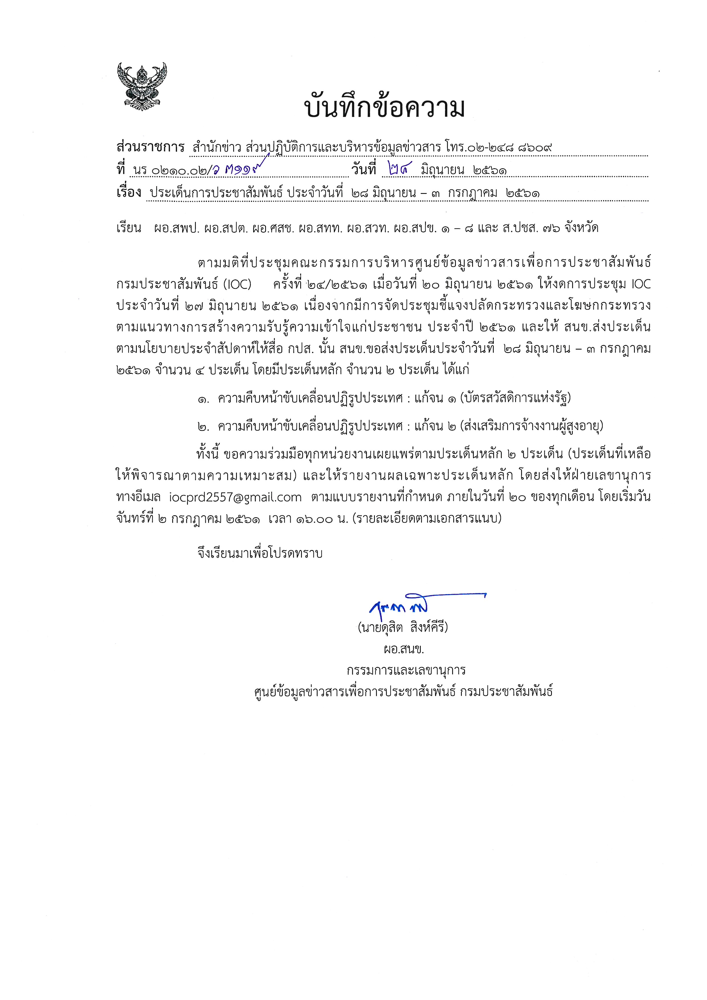 บันทึกข้อความ
ส่วนราชการ สำนักข่าว ส่วนปฏิบัติการและบริหารข้อมูลข่าวสาร โทร.๐๒-๒๔๘ ๘๖๐๙
ที่ นร ๐๒๑๐.๐๒/ว ๓๑๑๙ วันที่ มิถุนายน ๒๕๖๑
เรื่อง ประเด็นการประชาสัมพันธ์ ประจำวันที่ ๒๘ มิถุนายน – ๓ กรกฎาคม ๒๕๖๑
เรียน ผอ.สพป. ผอ.สปต. ผอ.ศสช. ผอ.สทท. ผอ.สวท. ผอ.สปข. ๑ – ๘ และ ส.ปชส. ๗๖ จังหวัด
ตามมติที่ประชุมคณะกรรมการบริหารศูนย์ข้อมูลข่าวสารเพื่อการประชาสัมพันธ์
กรมประชาสัมพันธ์ (IOC) ครั้งที่ ๒๔/๒๕๖๑ เมื่อวันที่ ๒๐ มิถุนายน ๒๕๖๑ ให้งดการประชุม IOC
ประจำวันที่ ๒๗ มิถุนายน ๒๕๖๑ เนื่องจากมีการจัดประชุมชี้แจงปลัดกระทรวงและโฆษกกระทรวง
ตามแนวทางการสร้างความรับรู้ความเข้าใจแก่ประชาชน ประจำปี ๒๕๖๑ และให้ สนข.ส่งประเด็น
ตามนโยบายประจำสัปดาห์ให้สื่อ กปส. นั้น สนข.ขอส่งประเด็นประจำวันที่ ๒๘ มิถุนายน – ๓ กรกฎาคม
๒๕๖๑ จำนวน ๔ ประเด็น โดยมีประเด็นหลัก จำนวน ๒ ประเด็น ได้แก่
๑. ความคืบหน้าขับเคลื่อนปฏิรูปประเทศ : แก้จน ๑ (บัตรสวัสดิการแห่งรัฐ)
๒. ความคืบหน้าขับเคลื่อนปฏิรูปประเทศ : แก้จน ๒ (ส่งเสริมการจ้างงานผู้สูงอายุ)
ทั้งนี้ ขอความร่วมมือทุกหน่วยงานเผยแพร่ตามประเด็นหลัก ๒ ประเด็น (ประเด็นที่เหลือ
ให้พิจารณาตามความเหมาะสม) และให้รายงานผลเฉพาะประเด็นหลัก โดยส่งให้ฝ่ายเลขานุการ
ทางอีเมล iocprd2557@gmail.com ตามแบบรายงานที่กำหนด ภายในวันที่ ๒๐ ของทุกเดือน โดยเริ่มวัน
จันทร์ที่ ๒ กรกฎาคม ๒๕๖๑ เวลา ๑๖.๐๐ น. (รายละเอียดตามเอกสารแนบ)
จึงเรียนมาเพื่อโปรดทราบ
(นายดุสิต สิงห์คีรี)
ผอ.สนข.
กรรมการและเลขานุการ
ศูนย์ข้อมูลข่าวสารเพื่อการประชาสัมพันธ์ กรมประชาสัมพันธ์